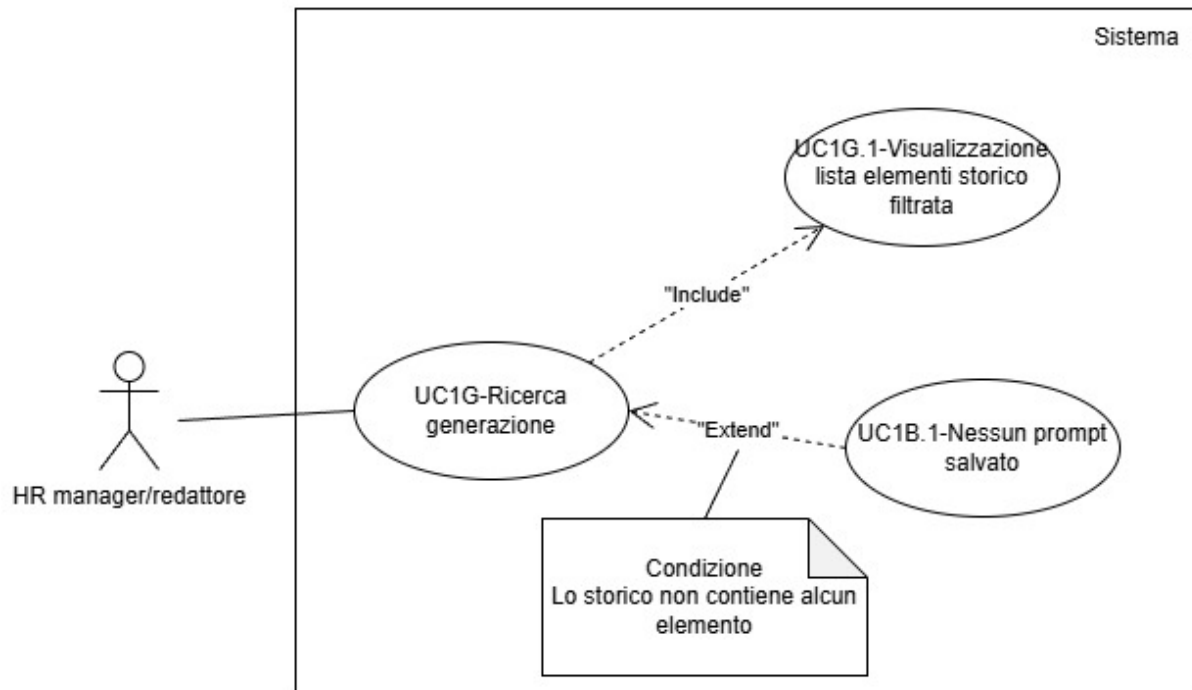 Sistema
UC1G.1-Visualizzazione
lista elementi storico
filtrata
"Include"
UC1G-Ricerca
generazione
"Extend"
UC1B.1-Nessun prompt
salvato
HR manager/redattore
Condizione
Lo storico non contiene alcun
elemento